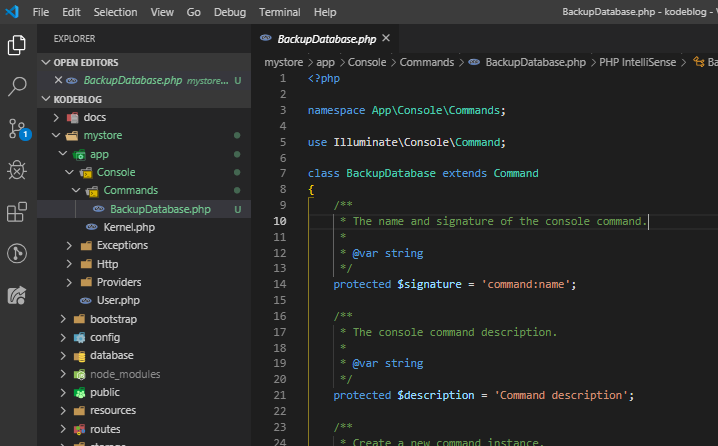 File Edit Selection View Go Debug Terminal Help BackupDatabase.php - kodeblog - V
EXPLORER
OPEN EDITORS
BackupDatabase.php mystore... U
KODEBLOG
docs
mystore
app
Console
Commands
BackupDatabase.php U
Kernel.php
Exceptions
Http
Providers
User.php
bootstrap
config
database
node_modules
public
resources
routes
1
BackupDatabase.php
mystore > app > Console > Commands > BackupDatabase.php > PHP IntelliSense > Ba
1 <?php
2
3 namespace App\Console\Commands;
4
5 use Illuminate\Console\Command;
6
7 class BackupDatabase extends Command
8 {
9 /**
10 * The name and signature of the console command.
11 *
12 * @var string
13 */
14 protected $signature = 'command:name';
15
16 /**
17 * The console command description.
18 *
19 * @var string
20 */
21 protected $description = 'Command description';
22
23 /**
24 * Create a new command instance.